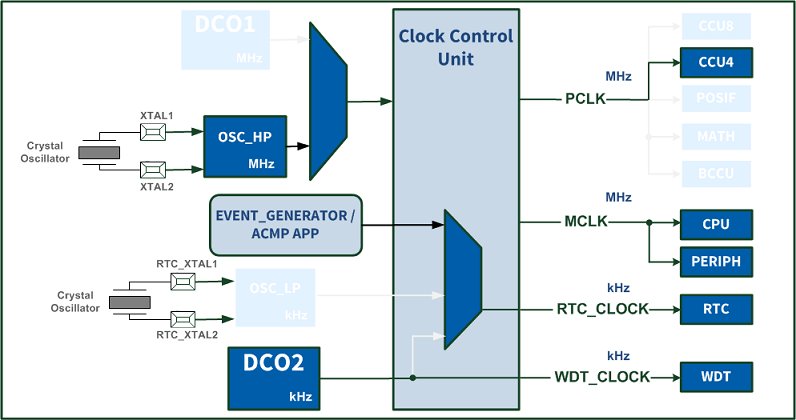 DCO1
MHz
XTAL1
Crystal
Oscillator
OSC_HP
MHz
XTAL2
EVENT_GENERATOR /
ACMP APP
RTC_XTAL1
Crystal
Oscillator
OSC_LP
kHz
RTC_XTAL2
DCO2
kHz
Clock Control
Unit
MHz
PCLK
CCU8
CCU4
POSIF
MATH
BCCU
MHz
MCLK
CPU
PERIPH
kHz
RTC_CLOCK
RTC
kHz
WDT_CLOCK
WDT